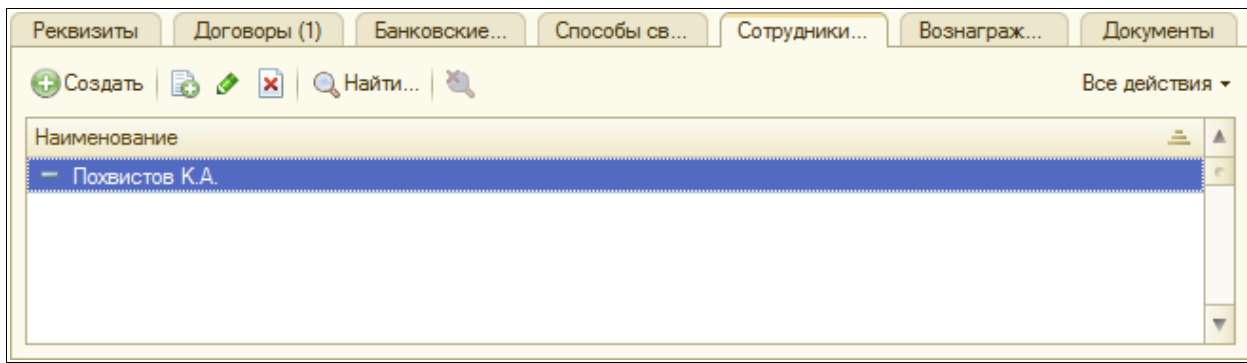 Реквизиты Договоры (1) Банковские... Способы св... Сотрудники... Вознаграж... Документы
Создать Найти... Все действия
Наименование
Похвистов К.А.